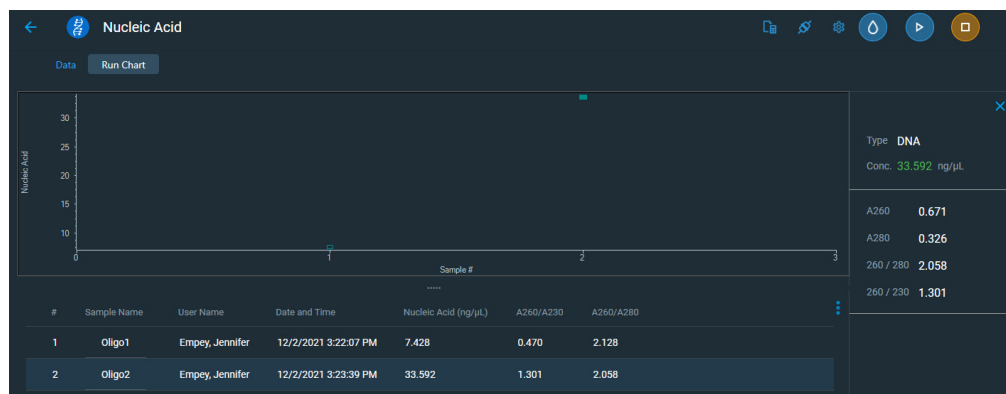 Nucleic Acid
Data Run Chart
Nucleic Acid
30
25
20
15
10
0 1 2 3
Sample #
Type DNA
Conc. 33.592 ng/µL
A260 0.671
A280 0.326
260 / 280 2.058
260 / 230 1.301
# Sample Name User Name Date and Time Nucleic Acid (ng/µL) A260/A230 A260/A280
1 Oligo1 Empey, Jennifer 12/2/2021 3:22:07 PM 7.428 0.470 2.128
2 Oligo2 Empey, Jennifer 12/2/2021 3:23:39 PM 33.592 1.301 2.058